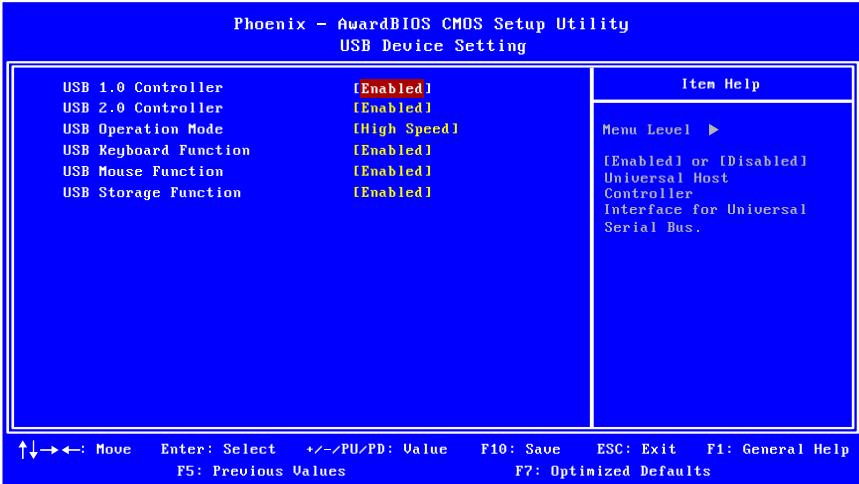 Phoenix – AwardBIOS CMOS Setup Utility
USB Device Setting
USB 1.0 Controller [Enabled]
USB 2.0 Controller [Enabled]
USB Operation Mode [High Speed]
USB Keyboard Function [Enabled]
USB Mouse Function [Enabled]
USB Storage Function [Enabled]
Item Help
Menu Level ▶
[Enabled] or [Disabled]
Universal Host
Controller
Interface for Universal
Serial Bus.
↑↓→←: Move Enter: Select +/-/PU/PD: Value F10: Save ESC: Exit F1: General Help
F5: Previous Values F7: Optimized Defaults